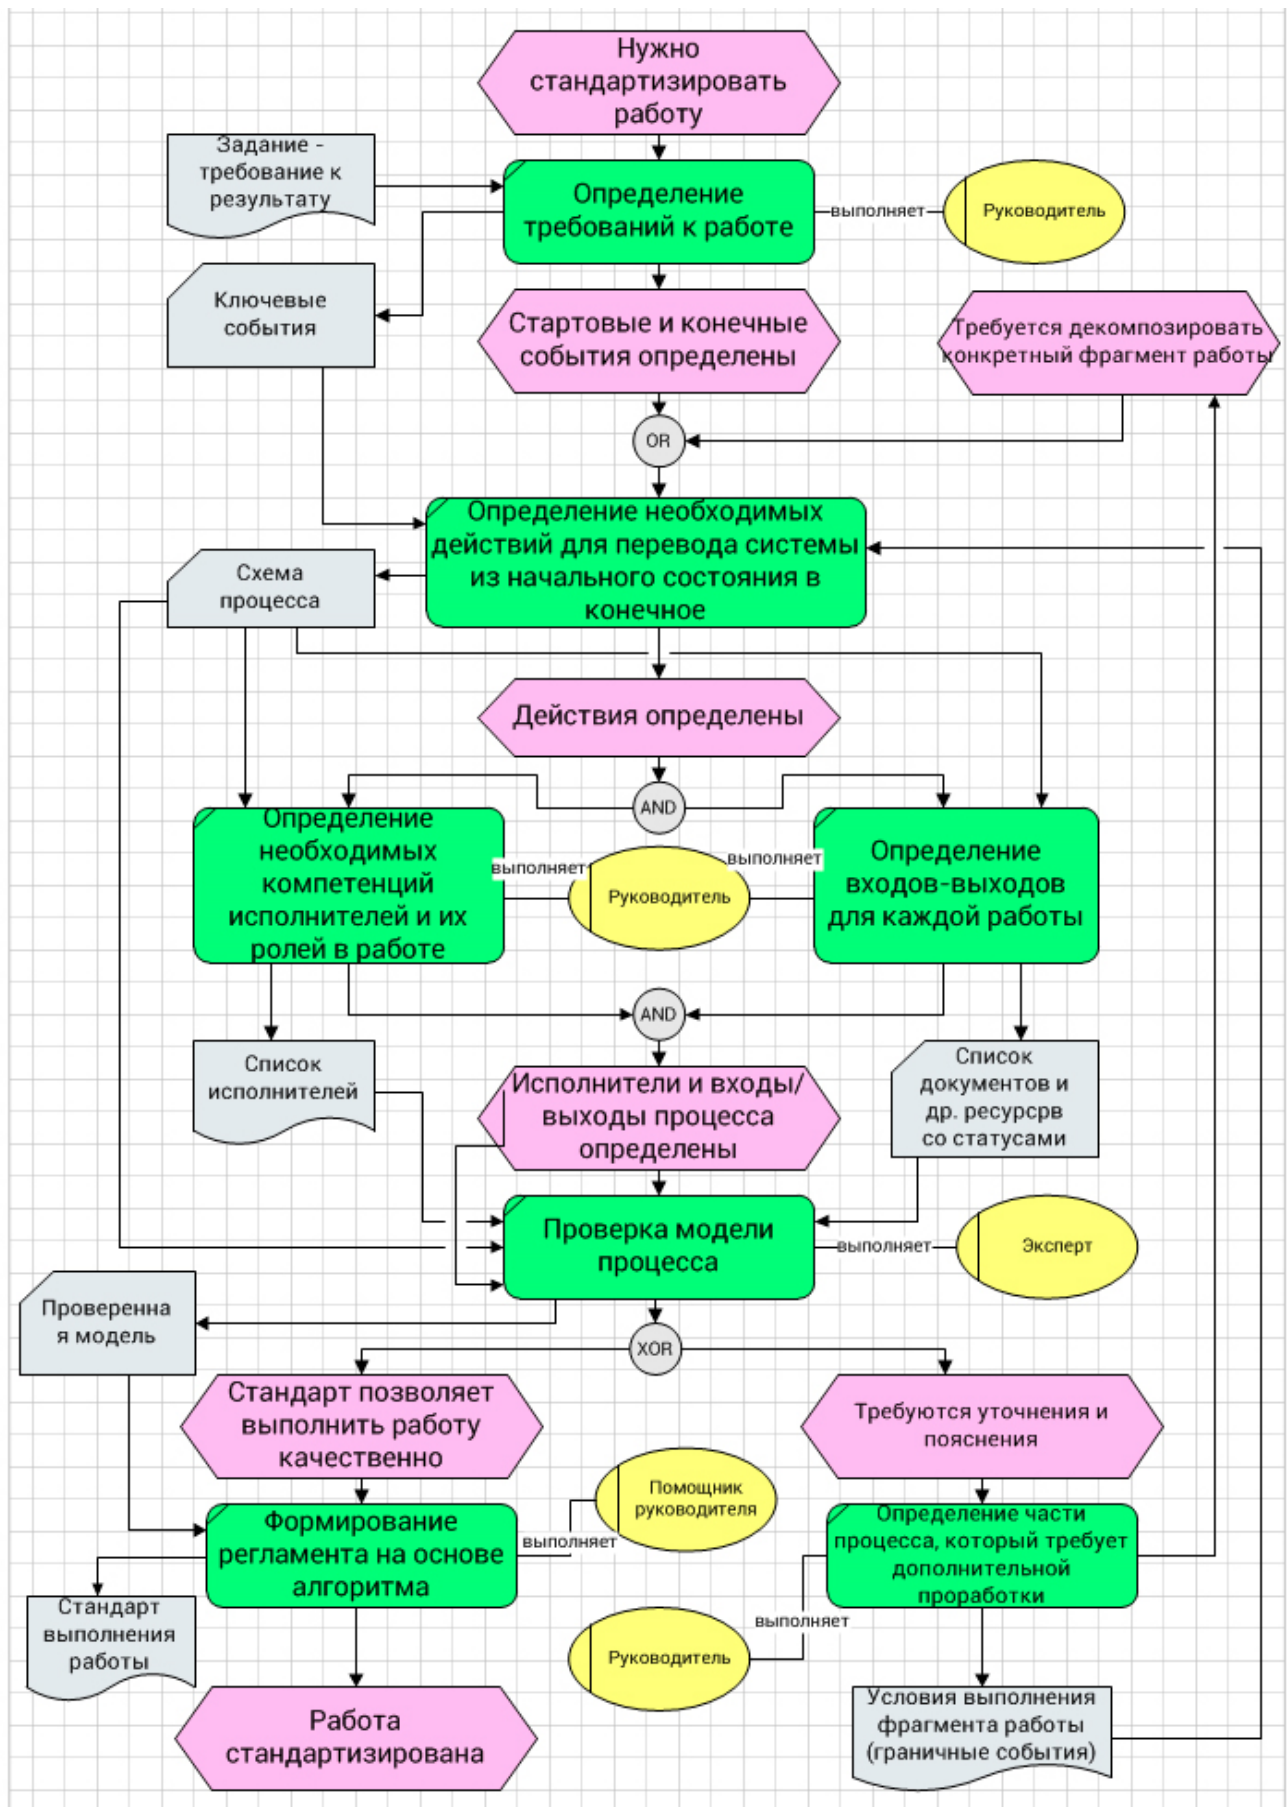 Нужно
стандартизировать
работу
Задание -
требование к
результату
Определение
требований к работе
выполняет
Руководитель
Ключевые
события
Стартовые и конечные
события определены
Требуется декомпозировать
конкретный фрагмент работы
OR
Определение необходимых
действий для перевода системы
из начального состояния в
конечное
Схема
процесса
Действия определены
AND
Определение
необходимых
компетенций
исполнителей и их
ролей в работе
выполняет
Руководитель
выполняет
Определение
входов-выходов
для каждой работы
AND
Список
исполнителей
Исполнители и входы/
выходы процесса
определены
Список
документов и
др. ресурсрв
со статусами
Проверка модели
процесса
выполняет
Эксперт
Проверенна
я модель
XOR
Стандарт позволяет
выполнить работу
качественно
Требуются уточнения и
пояснения
Помощник
руководителя
выполняет
Формирование
регламента на основе
алгоритма
Определение части
процесса, который требует
дополнительной
проработки
Стандарт
выполнения
работы
выполняет
Руководитель
Работа
стандартизирована
Условия выполнения
фрагмента работы
(граничные события)